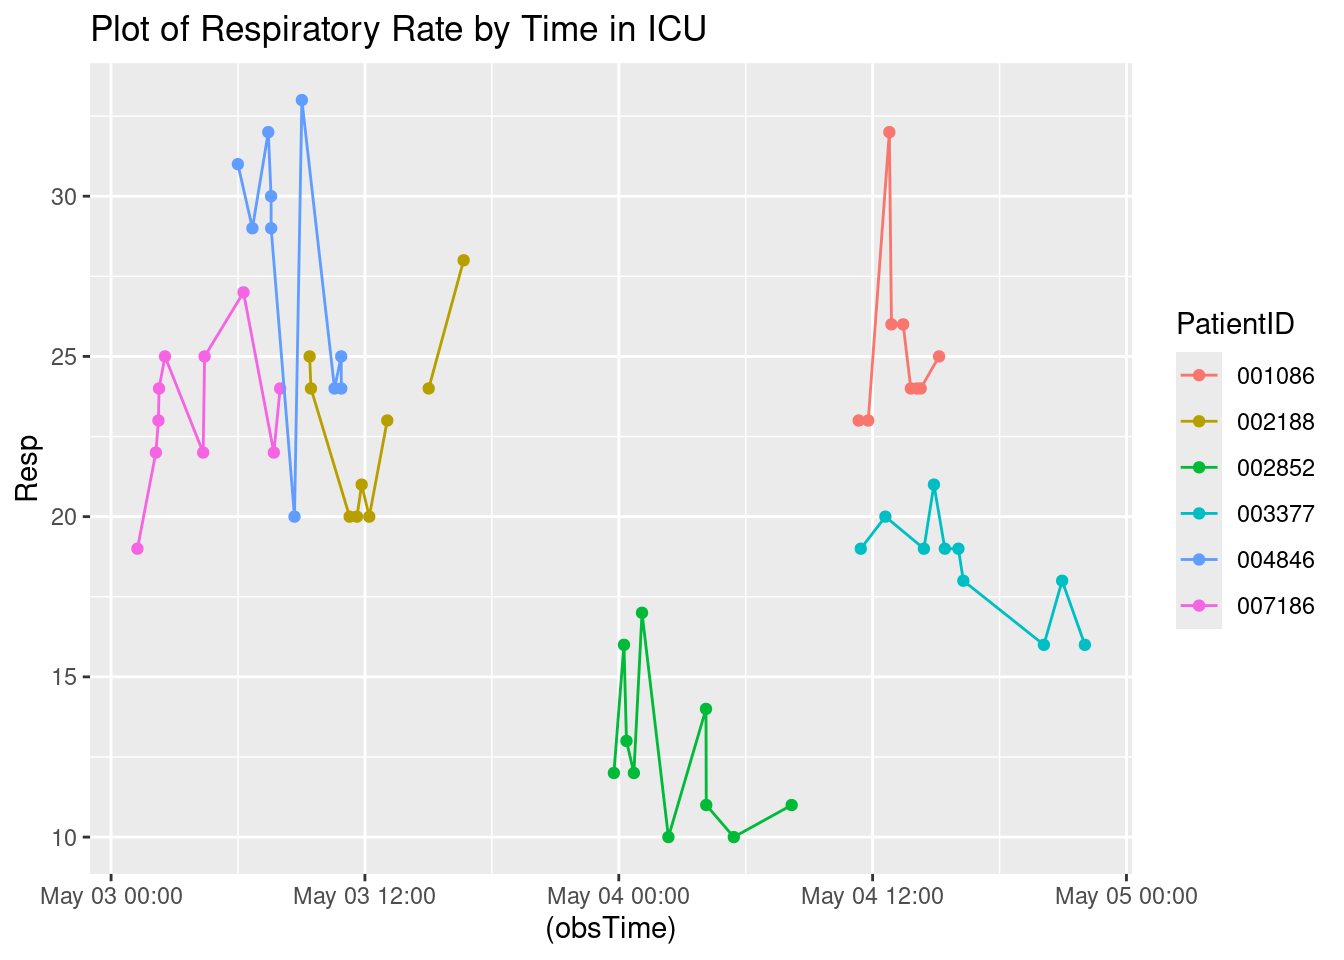 Plot of Respiratory Rate by Time in ICU
30
25
20
15
10
Resp
May 03 00:00
May 03 12:00
May 04 00:00
May 04 12:00
May 05 00:00
(obsTime)
PatientID
001086
002188
002852
003377
004846
007186